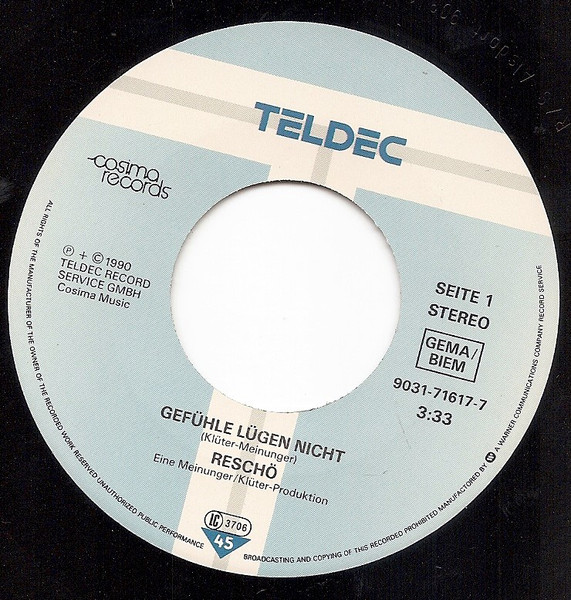 TELDEC
cosima
records
℗ + © 1990
TELDEC RECORD
SERVICE GMBH
Cosima Music
SEITE 1
STEREO
GEMA/
BIEM
9031-71617-7
3:33
GEFÜHLE LÜGEN NICHT
(Klüter-Meinunger)
RESCHÖ
Eine Meinunger/Klüter-Produktion
LC 3706
45
ALL RIGHTS OF THE MANUFACTURER OF THE OWNER OF THE RECORDED WORK RESERVED UNAUTHORIZED PUBLIC PERFORMANCE
BROADCASTING AND COPYING OF THIS RECORD PROHIBITED MANUFACTURED BY A WARNER COMMUNICATIONS COMPANY RECORD SERVICE